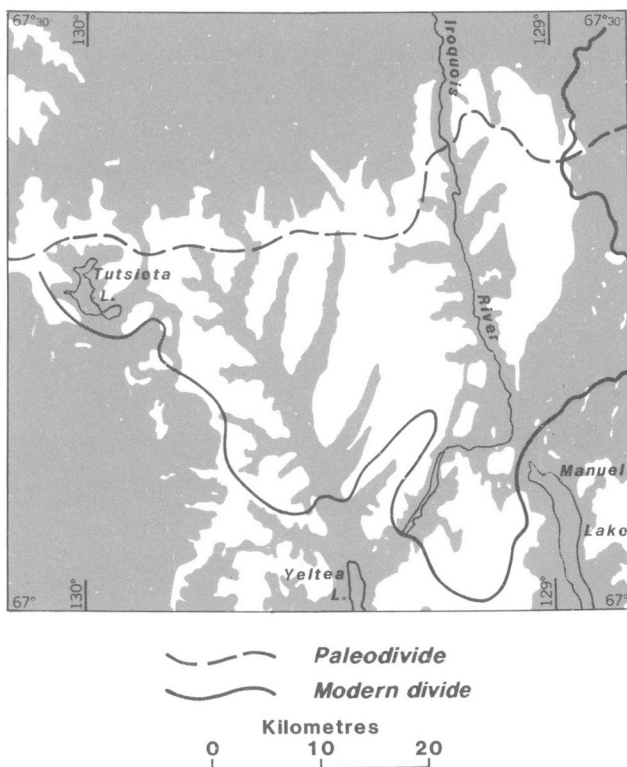 67°30'
130°
Iroquois
129°
67°30'
Tutsieta
L.
River
Manuel
Lake
Yeltea
L.
67°
130°
129°
67°
Paleodivide
Modern divide
Kilometres
0 10 20